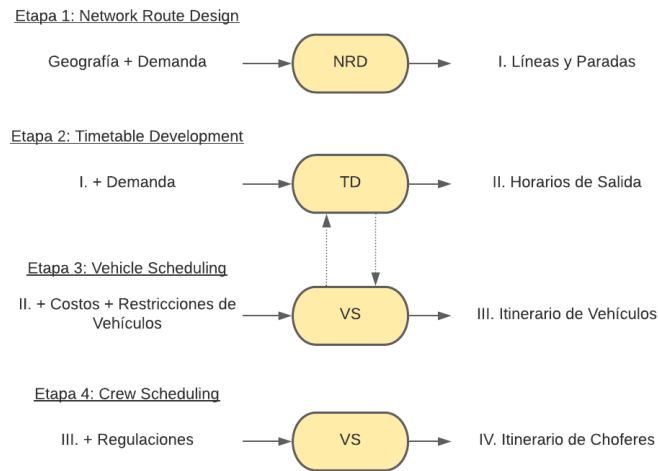 Etapa 1: Network Route Design
Geografía + Demanda
NRD
I. Líneas y Paradas
Etapa 2: Timetable Development
I. + Demanda
TD
II. Horarios de Salida
Etapa 3: Vehicle Scheduling
II. + Costos + Restricciones de
Vehículos
VS
III. Itinerario de Vehículos
Etapa 4: Crew Scheduling
III. + Regulaciones
VS
IV. Itinerario de Choferes